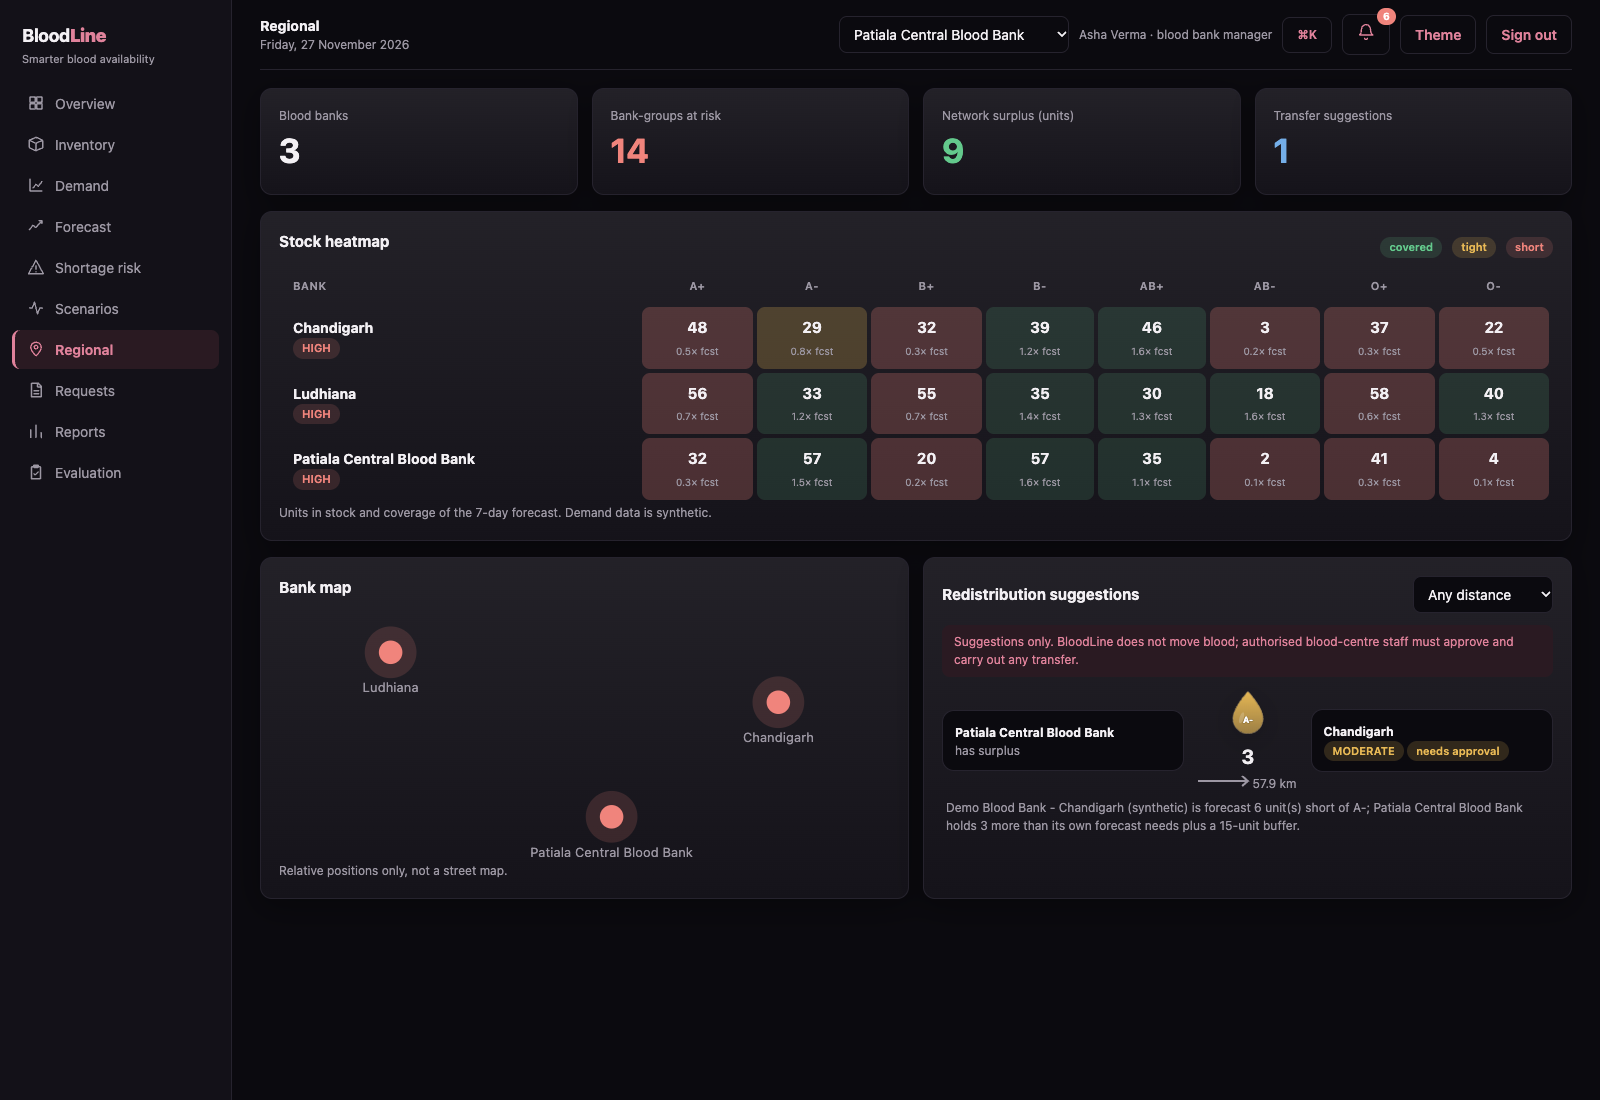 BloodLine
Smarter blood availability
Overview
Inventory
Demand
Forecast
Shortage risk
Scenarios
Regional
Requests
Reports
Evaluation
Regional
Friday, 27 November 2026
Patiala Central Blood Bank
Asha Verma · blood bank manager
⌘K
6
Theme
Sign out
Blood banks
3
Bank-groups at risk
14
Network surplus (units)
9
Transfer suggestions
1
Stock heatmap
covered tight short
BANK A+ A- B+ B- AB+ AB- O+ O-
Chandigarh 48 29 32 39 46 3 37 22
HIGH 0.5× fcst 0.8× fcst 0.3× fcst 1.2× fcst 1.6× fcst 0.2× fcst 0.3× fcst 0.5× fcst
Ludhiana 56 33 55 35 30 18 58 40
HIGH 0.7× fcst 1.2× fcst 0.7× fcst 1.4× fcst 1.3× fcst 1.6× fcst 0.6× fcst 1.3× fcst
Patiala Central Blood Bank 32 57 20 57 35 2 41 4
HIGH 0.3× fcst 1.5× fcst 0.2× fcst 1.6× fcst 1.1× fcst 0.1× fcst 0.3× fcst 0.1× fcst
Units in stock and coverage of the 7-day forecast. Demand data is synthetic.
Bank map
Ludhiana
Chandigarh
Patiala Central Blood Bank
Relative positions only, not a street map.
Redistribution suggestions
Any distance
Suggestions only. BloodLine does not move blood; authorised blood-centre staff must approve and
carry out any transfer.
Patiala Central Blood Bank
has surplus
A-
3
57.9 km
Chandigarh
MODERATE needs approval
Demo Blood Bank - Chandigarh (synthetic) is forecast 6 unit(s) short of A-; Patiala Central Blood Bank
holds 3 more than its own forecast needs plus a 15-unit buffer.